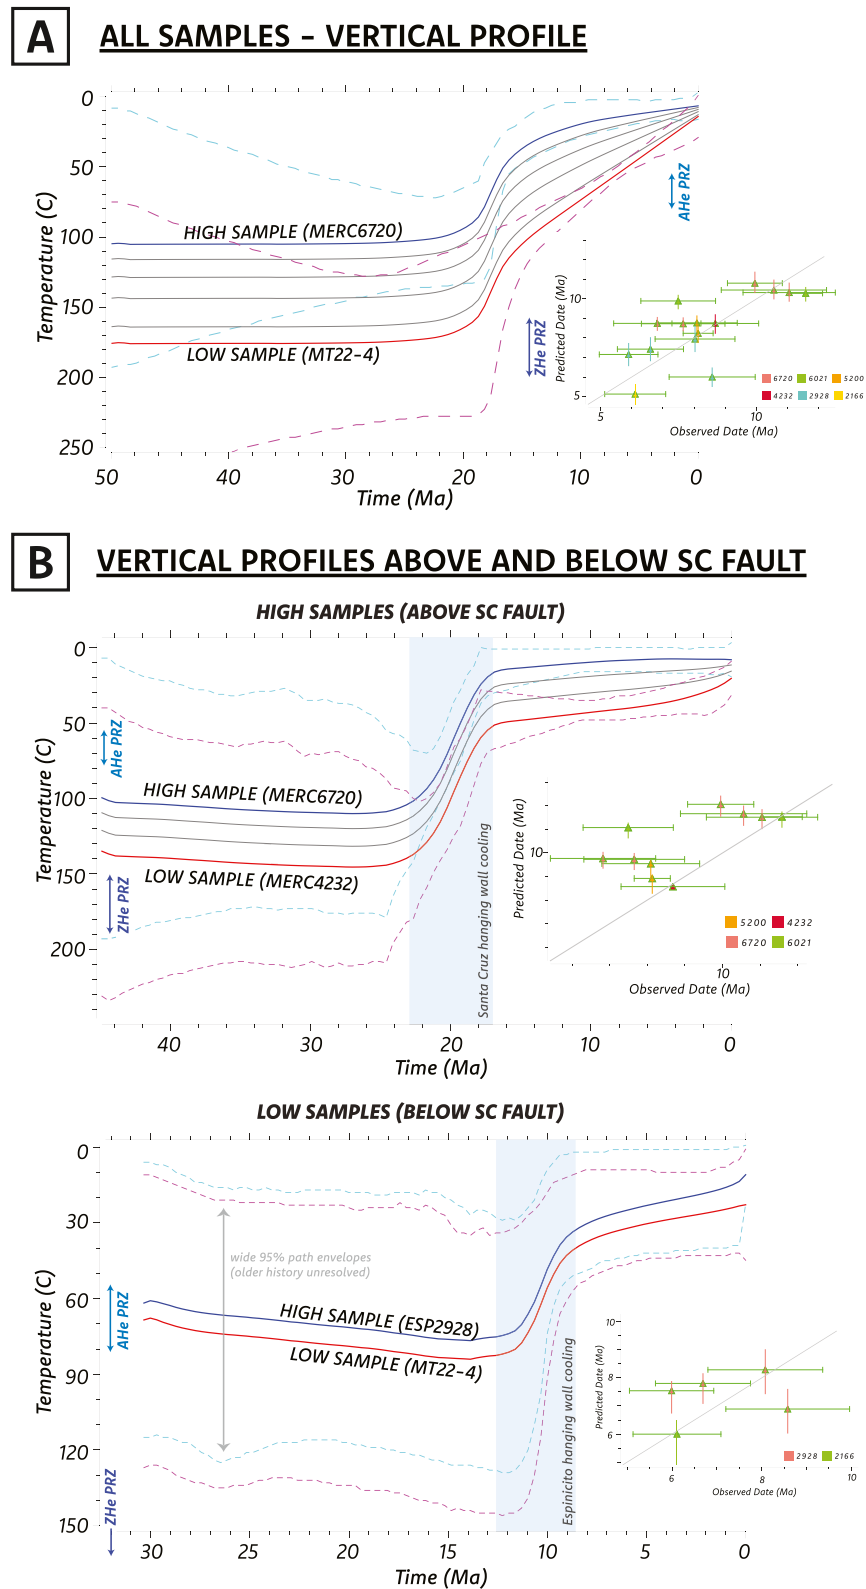 A
ALL SAMPLES – VERTICAL PROFILE
0
50
100
150
200
250
Temperature (C)
HIGH SAMPLE (MERC6720)
LOW SAMPLE (MT22-4)
AHe PRZ
ZHe PRZ
50
40
30
20
10
0
Time (Ma)
10
5
Predicted Date (Ma)
5
10
Observed Date (Ma)
6720 6021 5200
4232 2928 2166
B
VERTICAL PROFILES ABOVE AND BELOW SC FAULT
HIGH SAMPLES (ABOVE SC FAULT)
0
50
100
150
200
Temperature (C)
AHe PRZ
ZHe PRZ
HIGH SAMPLE (MERC6720)
LOW SAMPLE (MERC4232)
Santa Cruz hanging wall cooling
40
30
20
10
0
Time (Ma)
10
Predicted Date (Ma)
10
Observed Date (Ma)
5200 4232
6720 6021
LOW SAMPLES (BELOW SC FAULT)
0
30
60
90
120
150
Temperature (C)
AHe PRZ
ZHe PRZ
wide 95% path envelopes
(older history unresolved)
HIGH SAMPLE (ESP2928)
LOW SAMPLE (MT22-4)
Espinicito hanging wall cooling
30
25
20
15
10
5
0
Time (Ma)
10
8
6
Predicted Date (Ma)
6
8
10
Observed Date (Ma)
2928 2166